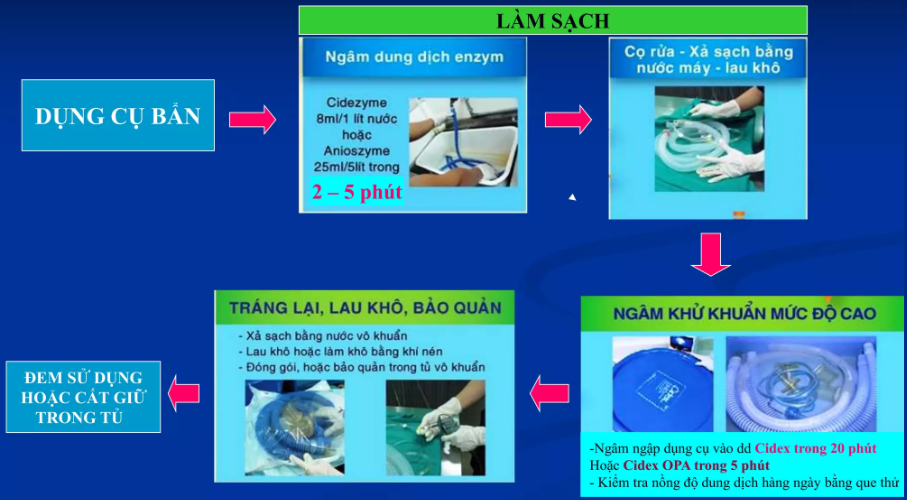 LÀM SẠCH
DỤNG CỤ BẨN
Ngâm dung dịch enzym
Cidezyme
8ml/1 lít nước
hoặc
Anioszyme
25ml/5lít trong
2 – 5 phút
Cọ rửa - Xả sạch bằng
nước máy - lau khô
NGÂM KHỬ KHUẨN MỨC ĐỘ CAO
-Ngâm ngập dụng cụ vào dd Cidex trong 20 phút
Hoặc Cidex OPA trong 5 phút
- Kiểm tra nồng độ dung dịch hàng ngày bằng que thử
TRÁNG LẠI, LAU KHÔ, BẢO QUẢN
- Xả sạch bằng nước vô khuẩn
- Lau khô hoặc làm khô bằng khí nén
- Đóng gói, hoặc bảo quản trong tủ vô khuẩn
ĐEM SỬ DỤNG
HOẶC CẤT GIỮ
TRONG TỦ